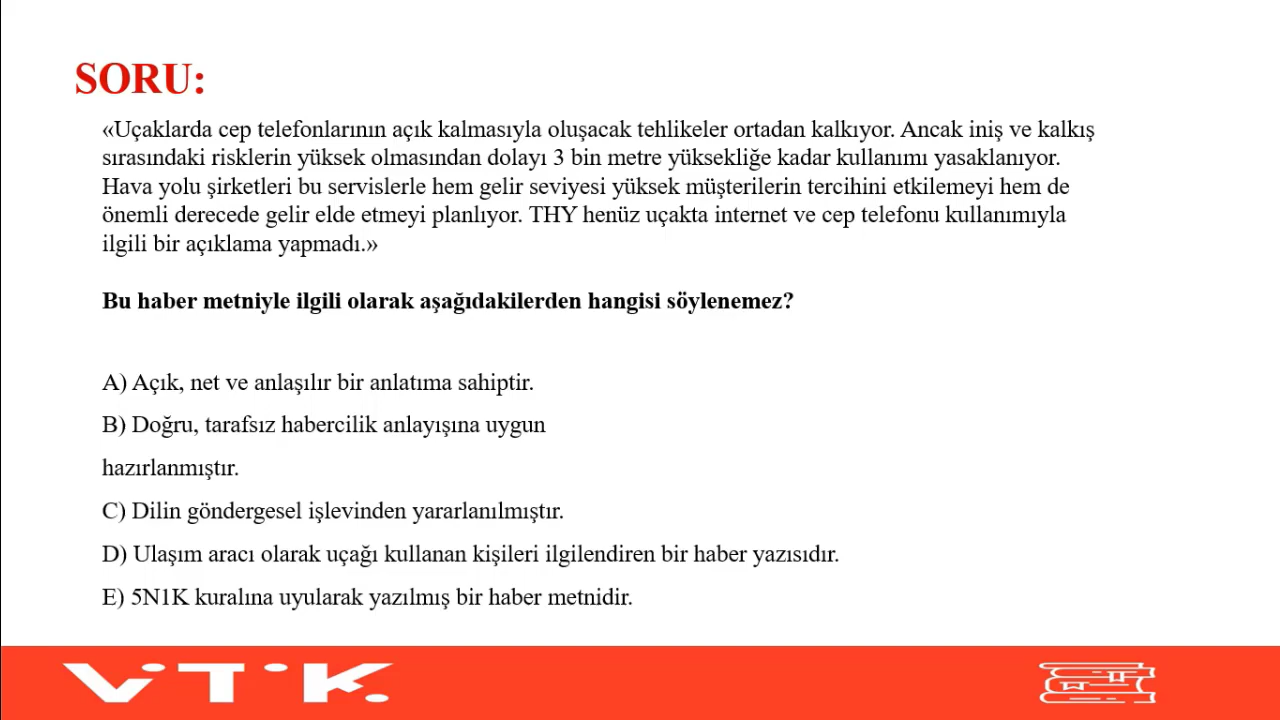 SORU:
«Uçaklarda cep telefonlarının açık kalmasıyla oluşacak tehlikeler ortadan kalkıyor. Ancak iniş ve kalkış
sırasındaki risklerin yüksek olmasından dolayı 3 bin metre yüksekliğe kadar kullanımı yasaklanıyor.
Hava yolu şirketleri bu servislerle hem gelir seviyesi yüksek müşterilerin tercihini etkilemeyi hem de
önemli derecede gelir elde etmeyi planlıyor. THY henüz uçakta internet ve cep telefonu kullanımıyla
ilgili bir açıklama yapmadı.»
Bu haber metniyle ilgili olarak aşağıdakilerden hangisi söylenemez?
A) Açık, net ve anlaşılır bir anlatıma sahiptir.
B) Doğru, tarafsız habercilik anlayışına uygun
hazırlanmıştır.
C) Dilin göndergesel işlevinden yararlanılmıştır.
D) Ulaşım aracı olarak uçağı kullanan kişileri ilgilendiren bir haber yazısıdır.
E) 5N1K kuralına uyularak yazılmış bir haber metnidir.
VİTİK